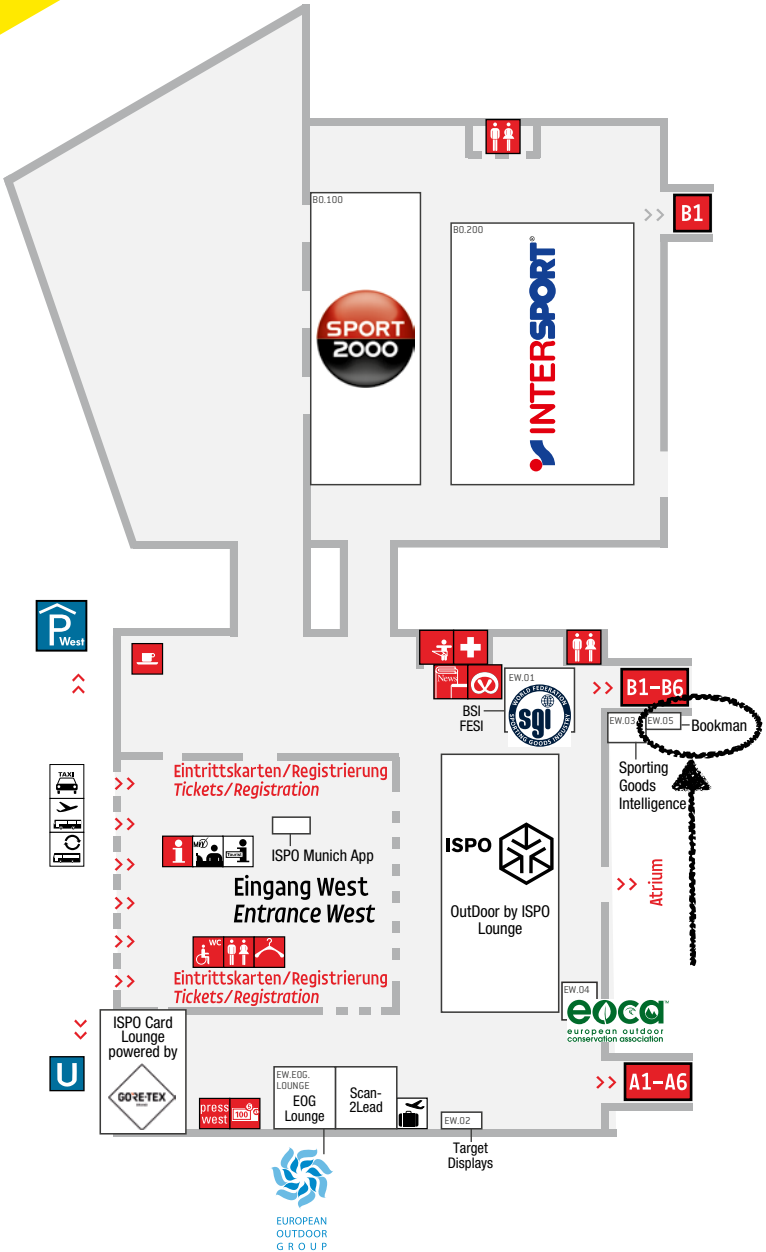 B0.100
B0.200
B1
SPORT
2000
INTERSPORT®
P
West
News
EW.01
WORLD FEDERATION
sgi
SPORTING GOODS INDUSTRY
BSI
FESI
B1–B6
EW.03
EW.05
Bookman
Sporting
Goods
Intelligence
TAXI
Eintrittskarten/Registrierung
Tickets/Registration
i
Tourist
ISPO Munich App
Eingang West
Entrance West
ISPO
OutDoor by ISPO
Lounge
Atrium
WC
Eintrittskarten/Registrierung
Tickets/Registration
EW.04
eoca™
european outdoor
conservation association
ISPO Card
Lounge
powered by
GORE-TEX
U
EW.EOG.
LOUNGE
EOG
Lounge
Scan-
2Lead
A1–A6
press
west
100
EW.02
Target
Displays
EUROPEAN
OUTDOOR
GROUP